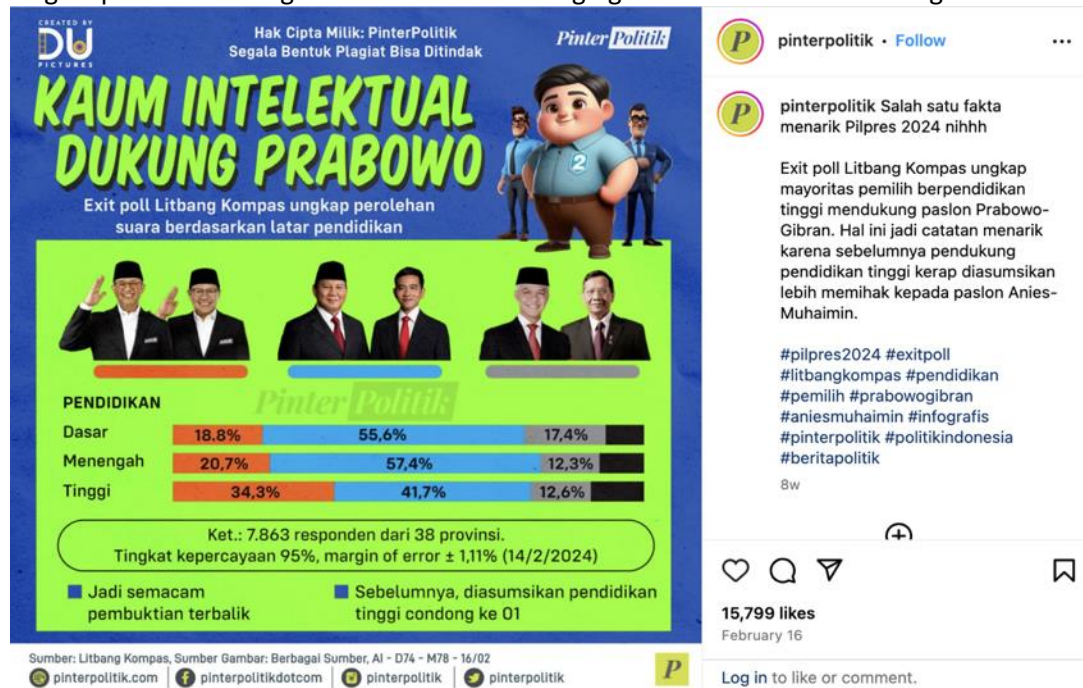 CREATED BY
DU
PICTURES
Hak Cipta Milik: PinterPolitik
Segala Bentuk Plagiat Bisa Ditindak
Pinter Politik
KAUM INTELEKTUAL
DUKUNG PRABOWO
2
Exit poll Litbang Kompas ungkap perolehan
suara berdasarkan latar pendidikan
Pinter Politik
PENDIDIKAN
Dasar 18.8% 55,6% 17,4%
Menengah 20,7% 57,4% 12,3%
Tinggi 34,3% 41,7% 12,6%
Ket.: 7.863 responden dari 38 provinsi.
Tingkat kepercayaan 95%, margin of error ± 1,11% (14/2/2024)
Jadi semacam
pembuktian terbalik
Sebelumnya, diasumsikan pendidikan
tinggi condong ke 01
Sumber: Litbang Kompas, Sumber Gambar: Berbagai Sumber, AI - D74 - M78 - 16/02
pinterpolitik.com pinterpolitikdotcom pinterpolitik pinterpolitik
P
P
pinterpolitik • Follow
P
pinterpolitik Salah satu fakta
menarik Pilpres 2024 nihhh
Exit poll Litbang Kompas ungkap
mayoritas pemilih berpendidikan
tinggi mendukung paslon Prabowo-
Gibran. Hal ini jadi catatan menarik
karena sebelumnya pendukung
pendidikan tinggi kerap diasumsikan
lebih memihak kepada paslon Anies-
Muhaimin.
#pilpres2024 #exitpoll
#litbangkompas #pendidikan
#pemilih #prabowogibran
#aniesmuhaimin #infografis
#pinterpolitik #politikindonesia
#beritapolitik
8w
15,799 likes
February 16
Log in to like or comment.